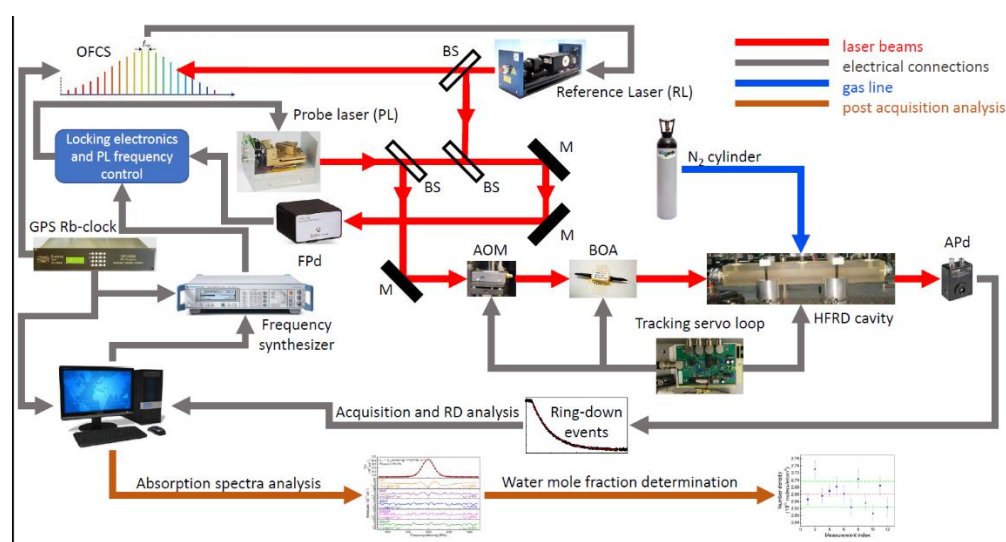 OFCS
BS
laser beams
electrical connections
gas line
post acquisition analysis
Reference Laser (RL)
Probe laser (PL)
Locking electronics
and PL frequency
control
BS
BS
M
N₂ cylinder
GPS Rb-clock
FPd
M
M
AOM
BOA
APd
Frequency
synthesizer
Tracking servo loop
HFRD cavity
Acquisition and RD analysis
Ring-down
events
Absorption spectra analysis
Water mole fraction determination
Number density
Measurement index